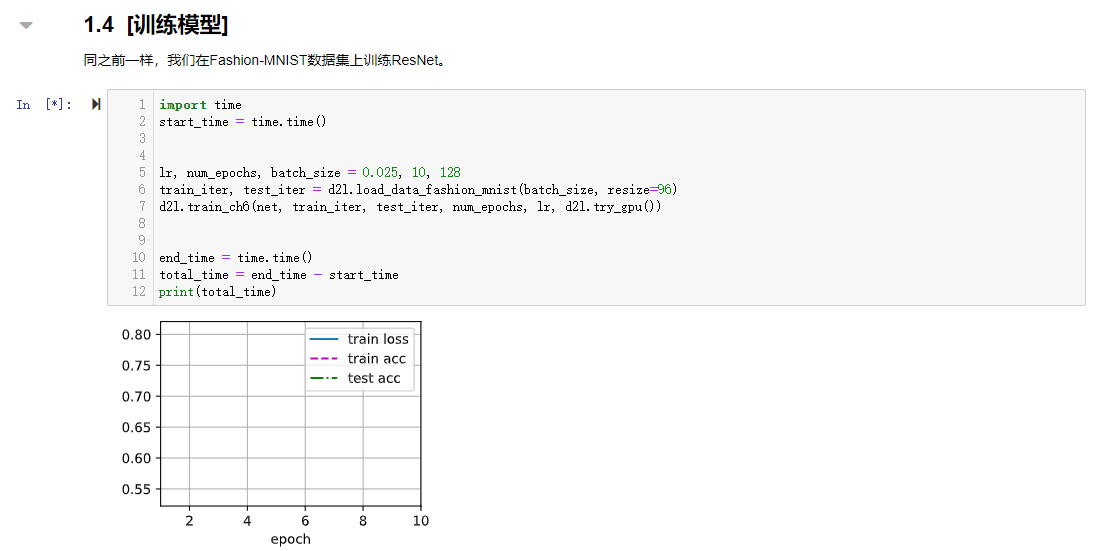 1.4 [训练模型]
同之前一样，我们在Fashion-MNIST数据集上训练ResNet。
In [*]:
1 import time
2 start_time = time.time()
3
4
5 lr, num_epochs, batch_size = 0.025, 10, 128
6 train_iter, test_iter = d2l.load_data_fashion_mnist(batch_size, resize=96)
7 d2l.train_ch6(net, train_iter, test_iter, num_epochs, lr, d2l.try_gpu())
8
9
10 end_time = time.time()
11 total_time = end_time - start_time
12 print(total_time)
train loss
train acc
test acc
0.80
0.75
0.70
0.65
0.60
0.55
2 4 6 8 10
epoch